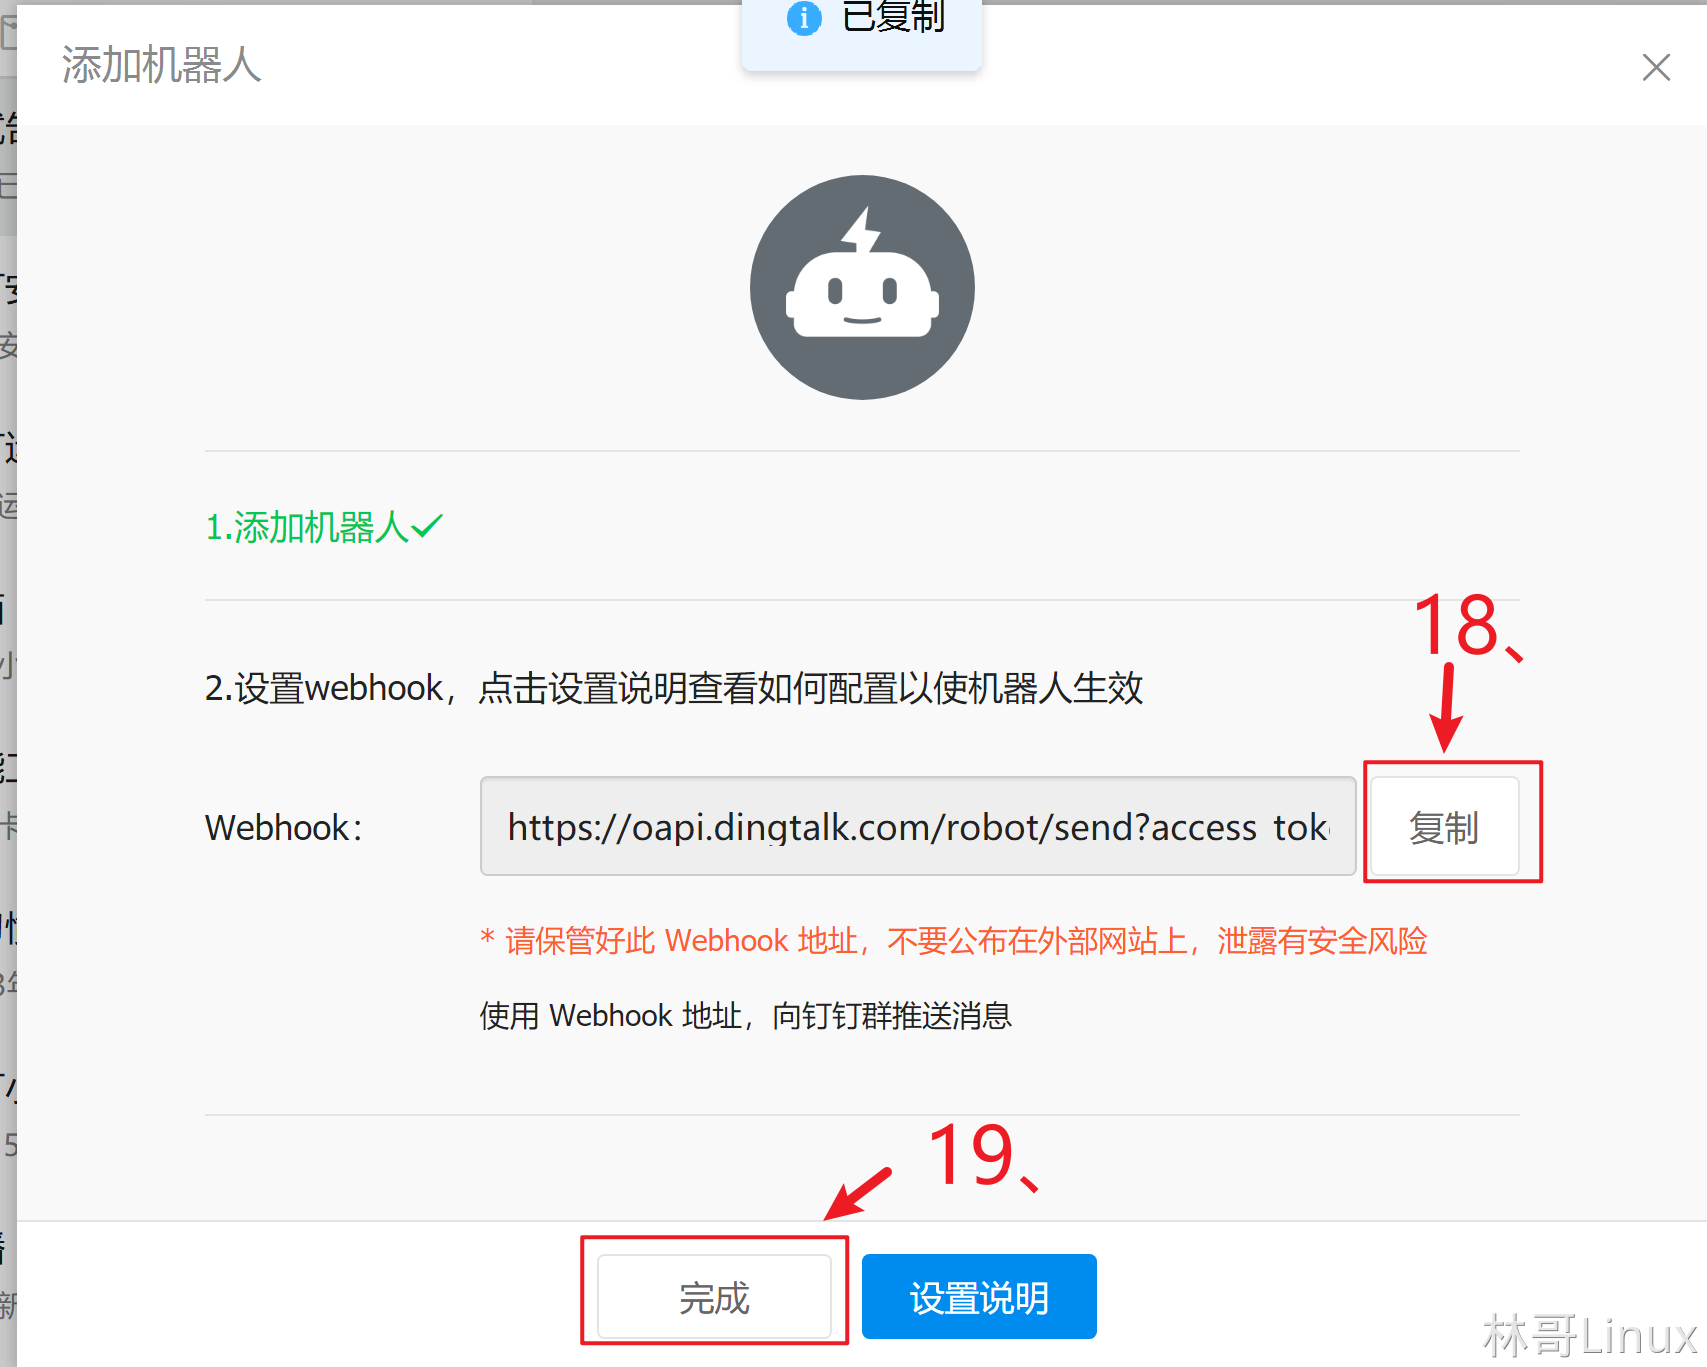 已复制
添加机器人
1.添加机器人✓
18、
2.设置webhook，点击设置说明查看如何配置以使机器人生效
Webhook：
https://oapi.dingtalk.com/robot/send?access_tok
复制
* 请保管好此 Webhook 地址，不要公布在外部网站上，泄露有安全风险
使用 Webhook 地址，向钉钉群推送消息
19、
完成
设置说明
林哥Linux